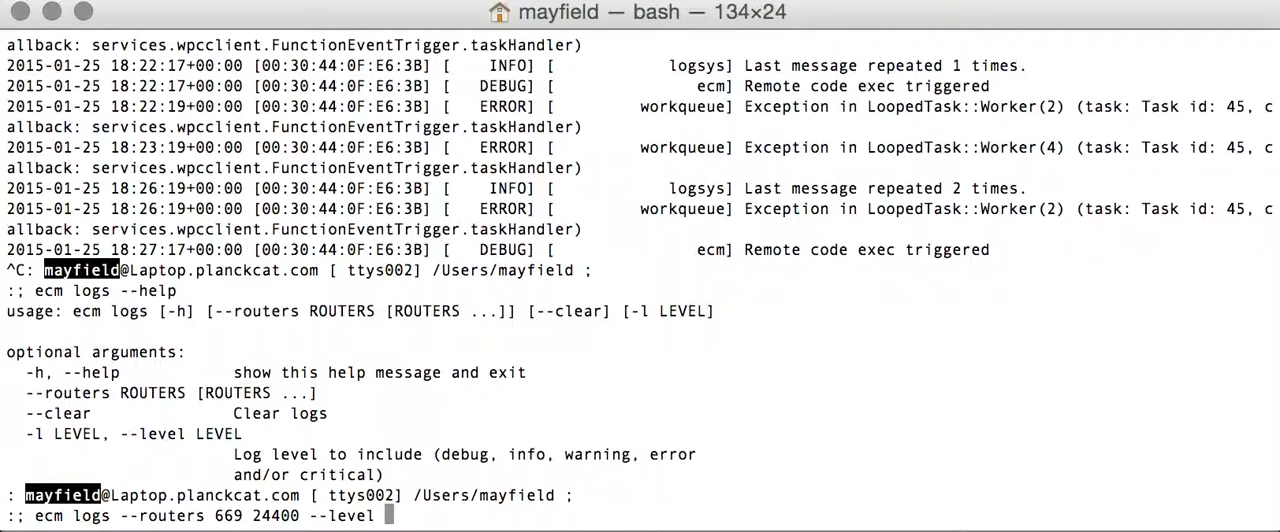 mayfield — bash — 134×24
allback: services.wpcclient.FunctionEventTrigger.taskHandler)
2015-01-25 18:22:17+00:00 [00:30:44:0F:E6:3B] [    INFO] [            logsys] Last message repeated 1 times.
2015-01-25 18:22:17+00:00 [00:30:44:0F:E6:3B] [   DEBUG] [               ecm] Remote code exec triggered
2015-01-25 18:22:19+00:00 [00:30:44:0F:E6:3B] [   ERROR] [         workqueue] Exception in LoopedTask::Worker(2) (task: Task id: 45, c
allback: services.wpcclient.FunctionEventTrigger.taskHandler)
2015-01-25 18:23:19+00:00 [00:30:44:0F:E6:3B] [   ERROR] [         workqueue] Exception in LoopedTask::Worker(4) (task: Task id: 45, c
allback: services.wpcclient.FunctionEventTrigger.taskHandler)
2015-01-25 18:26:19+00:00 [00:30:44:0F:E6:3B] [    INFO] [            logsys] Last message repeated 2 times.
2015-01-25 18:26:19+00:00 [00:30:44:0F:E6:3B] [   ERROR] [         workqueue] Exception in LoopedTask::Worker(2) (task: Task id: 45, c
allback: services.wpcclient.FunctionEventTrigger.taskHandler)
2015-01-25 18:27:17+00:00 [00:30:44:0F:E6:3B] [   DEBUG] [               ecm] Remote code exec triggered
^C: mayfield@Laptop.planckcat.com [ ttys002] /Users/mayfield ;
:; ecm logs --help
usage: ecm logs [-h] [--routers ROUTERS [ROUTERS ...]] [--clear] [-l LEVEL]

optional arguments:
  -h, --help            show this help message and exit
  --routers ROUTERS [ROUTERS ...]
  --clear               Clear logs
  -l LEVEL, --level LEVEL
                        Log level to include (debug, info, warning, error
                        and/or critical)
: mayfield@Laptop.planckcat.com [ ttys002] /Users/mayfield ;
:; ecm logs --routers 669 24400 --level